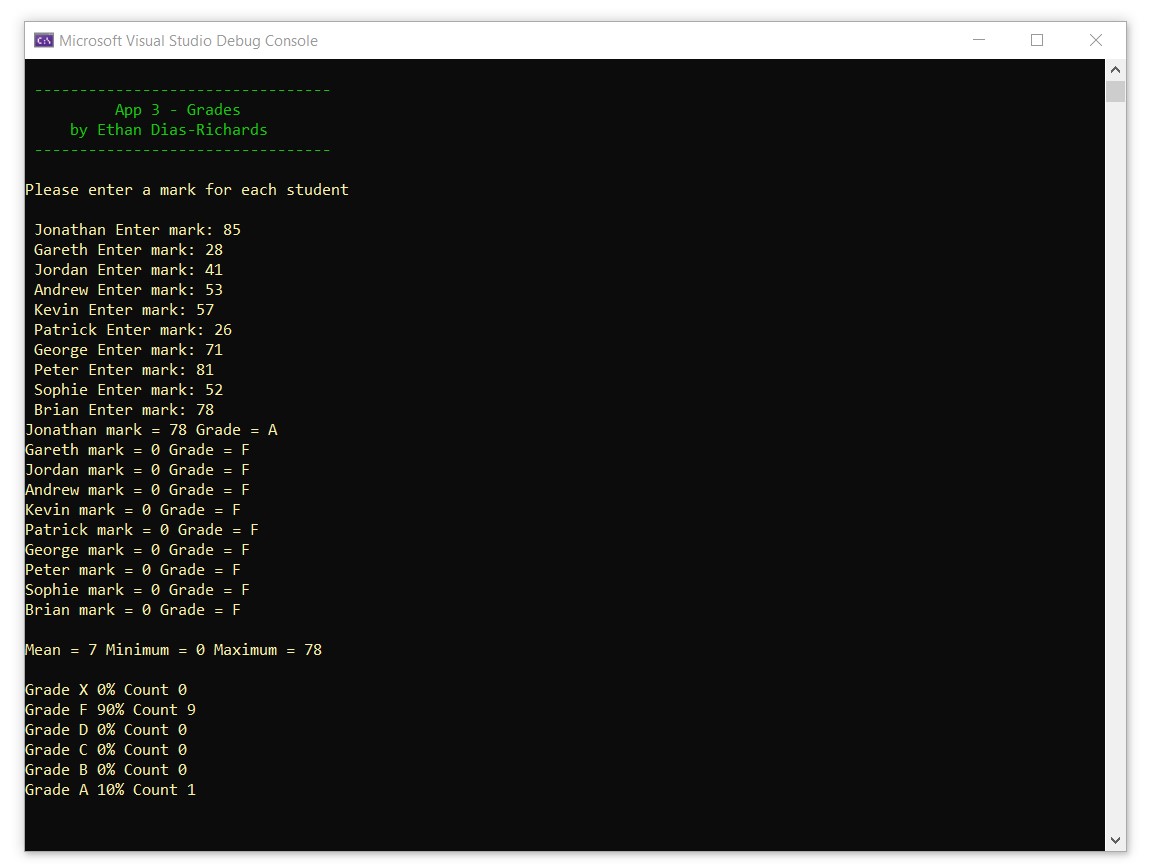 Microsoft Visual Studio Debug Console
---------------------------------
App 3 - Grades
by Ethan Dias-Richards
---------------------------------
Please enter a mark for each student
Jonathan Enter mark: 85
Gareth Enter mark: 28
Jordan Enter mark: 41
Andrew Enter mark: 53
Kevin Enter mark: 57
Patrick Enter mark: 26
George Enter mark: 71
Peter Enter mark: 81
Sophie Enter mark: 52
Brian Enter mark: 78
Jonathan mark = 78 Grade = A
Gareth mark = 0 Grade = F
Jordan mark = 0 Grade = F
Andrew mark = 0 Grade = F
Kevin mark = 0 Grade = F
Patrick mark = 0 Grade = F
George mark = 0 Grade = F
Peter mark = 0 Grade = F
Sophie mark = 0 Grade = F
Brian mark = 0 Grade = F
Mean = 7 Minimum = 0 Maximum = 78
Grade X 0% Count 0
Grade F 90% Count 9
Grade D 0% Count 0
Grade C 0% Count 0
Grade B 0% Count 0
Grade A 10% Count 1